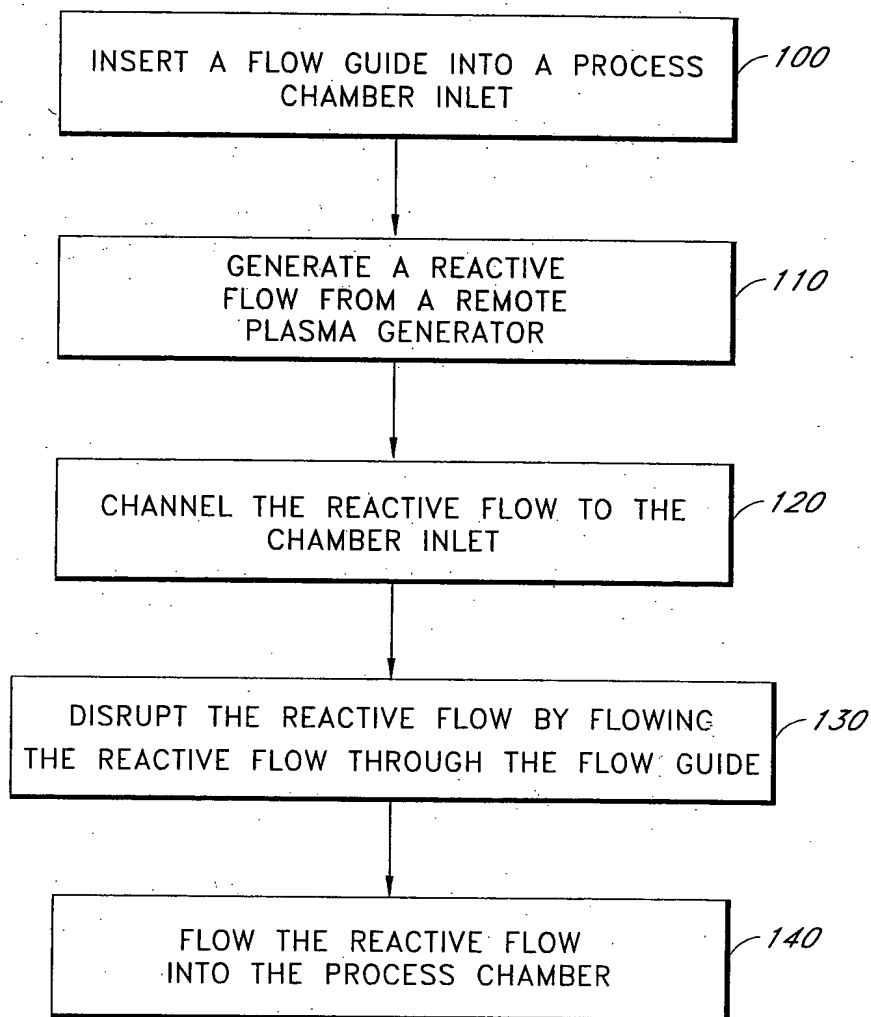 INSERT A FLOW GUIDE INTO A PROCESS
CHAMBER INLET
100
GENERATE A REACTIVE
FLOW FROM A REMOTE
PLASMA GENERATOR
110
CHANNEL THE REACTIVE FLOW TO THE
CHAMBER INLET
120
DISRUPT THE REACTIVE FLOW BY FLOWING
THE REACTIVE FLOW THROUGH THE FLOW GUIDE
130
FLOW THE REACTIVE FLOW
INTO THE PROCESS CHAMBER
140